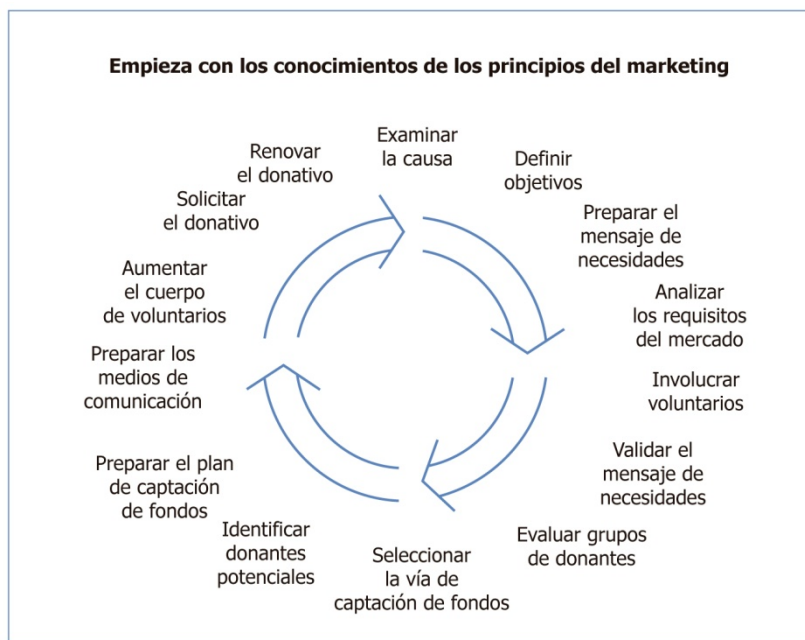 Empieza con los conocimientos de los principios del marketing
Examinar
la causa
Definir
objetivos
Preparar el
mensaje de
necesidades
Analizar
los requisitos
del mercado
Involucrar
voluntarios
Validar el
mensaje de
necesidades
Evaluar grupos
de donantes
Seleccionar
la vía de
captación de fondos
Identificar
donantes
potenciales
Preparar el plan
de captación
de fondos
Preparar los
medios de
comunicación
Aumentar
el cuerpo
de voluntarios
Solicitar
el donativo
Renovar
el donativo